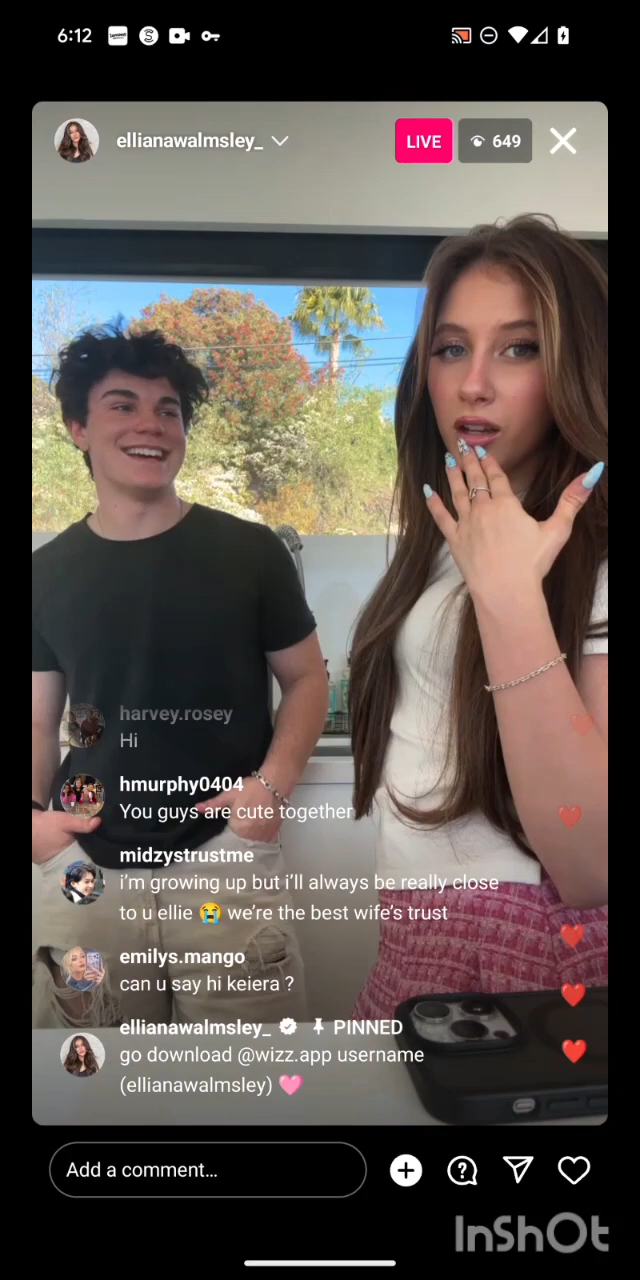 6:12
ellianawalmsley_
LIVE
649
harvey.rosey
Hi
hmurphy0404
You guys are cute together
midzystrustme
i'm growing up but i'll always be really close
to u ellie 😭 we're the best wife's trust
emilys.mango
can u say hi keiera ?
ellianawalmsley_ PINNED
go download @wizz.app username
(ellianawalmsley) 🩷
Add a comment...
InShOt